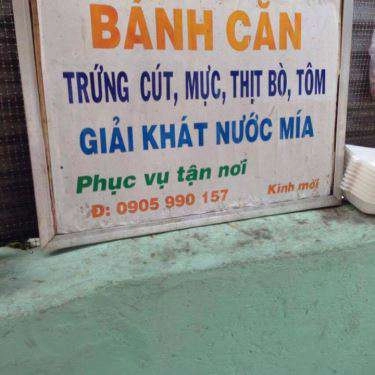 BÁNH CĂN
TRỨNG CÚT, MỰC, THỊT BÒ, TÔM
GIẢI KHÁT NƯỚC MÍA
Phục vụ tận nơi
Đ: 0905 990 157 Kính mời